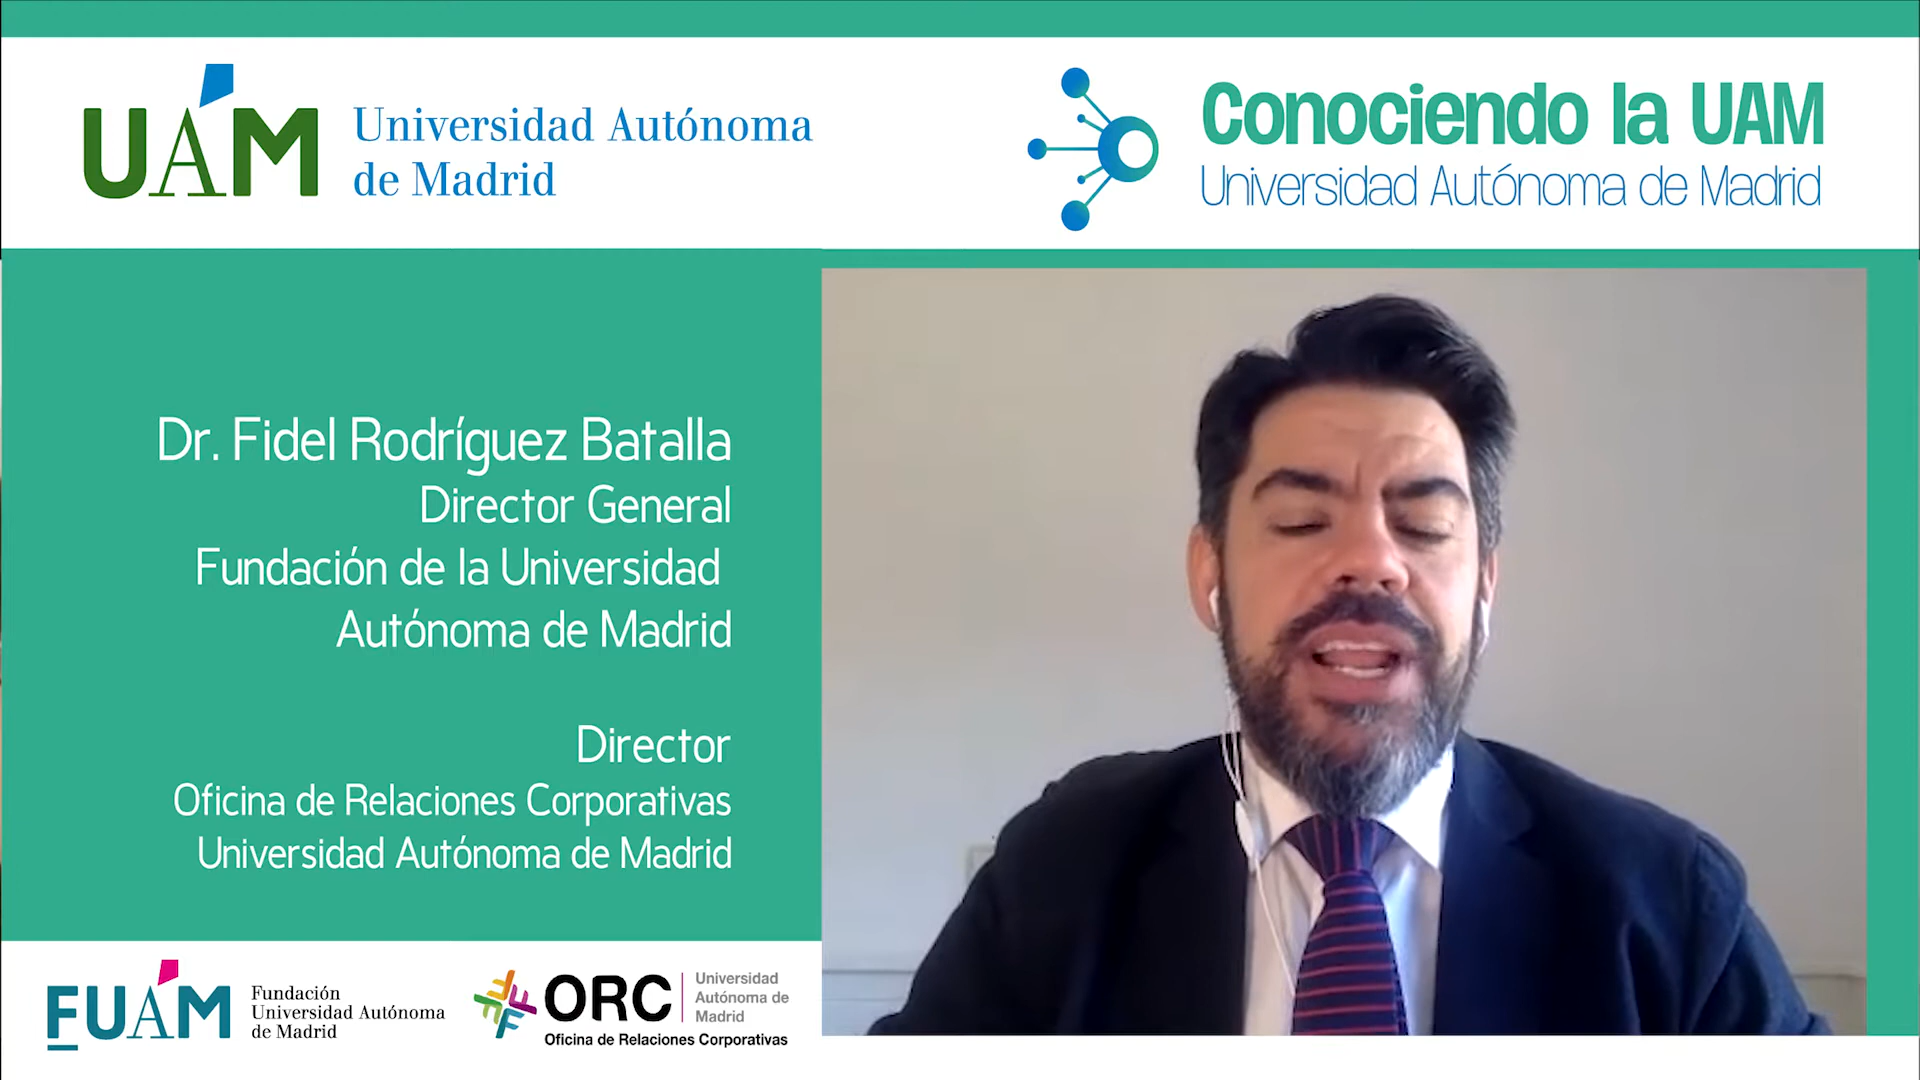 UAM
Universidad Autónoma
de Madrid
Conociendo la UAM
Universidad Autónoma de Madrid
Dr. Fidel Rodríguez Batalla
Director General
Fundación de la Universidad
Autónoma de Madrid
Director
Oficina de Relaciones Corporativas
Universidad Autónoma de Madrid
FUAM
Fundación
Universidad Autónoma
de Madrid
ORC
Universidad
Autónoma de
Madrid
Oficina de Relaciones Corporativas